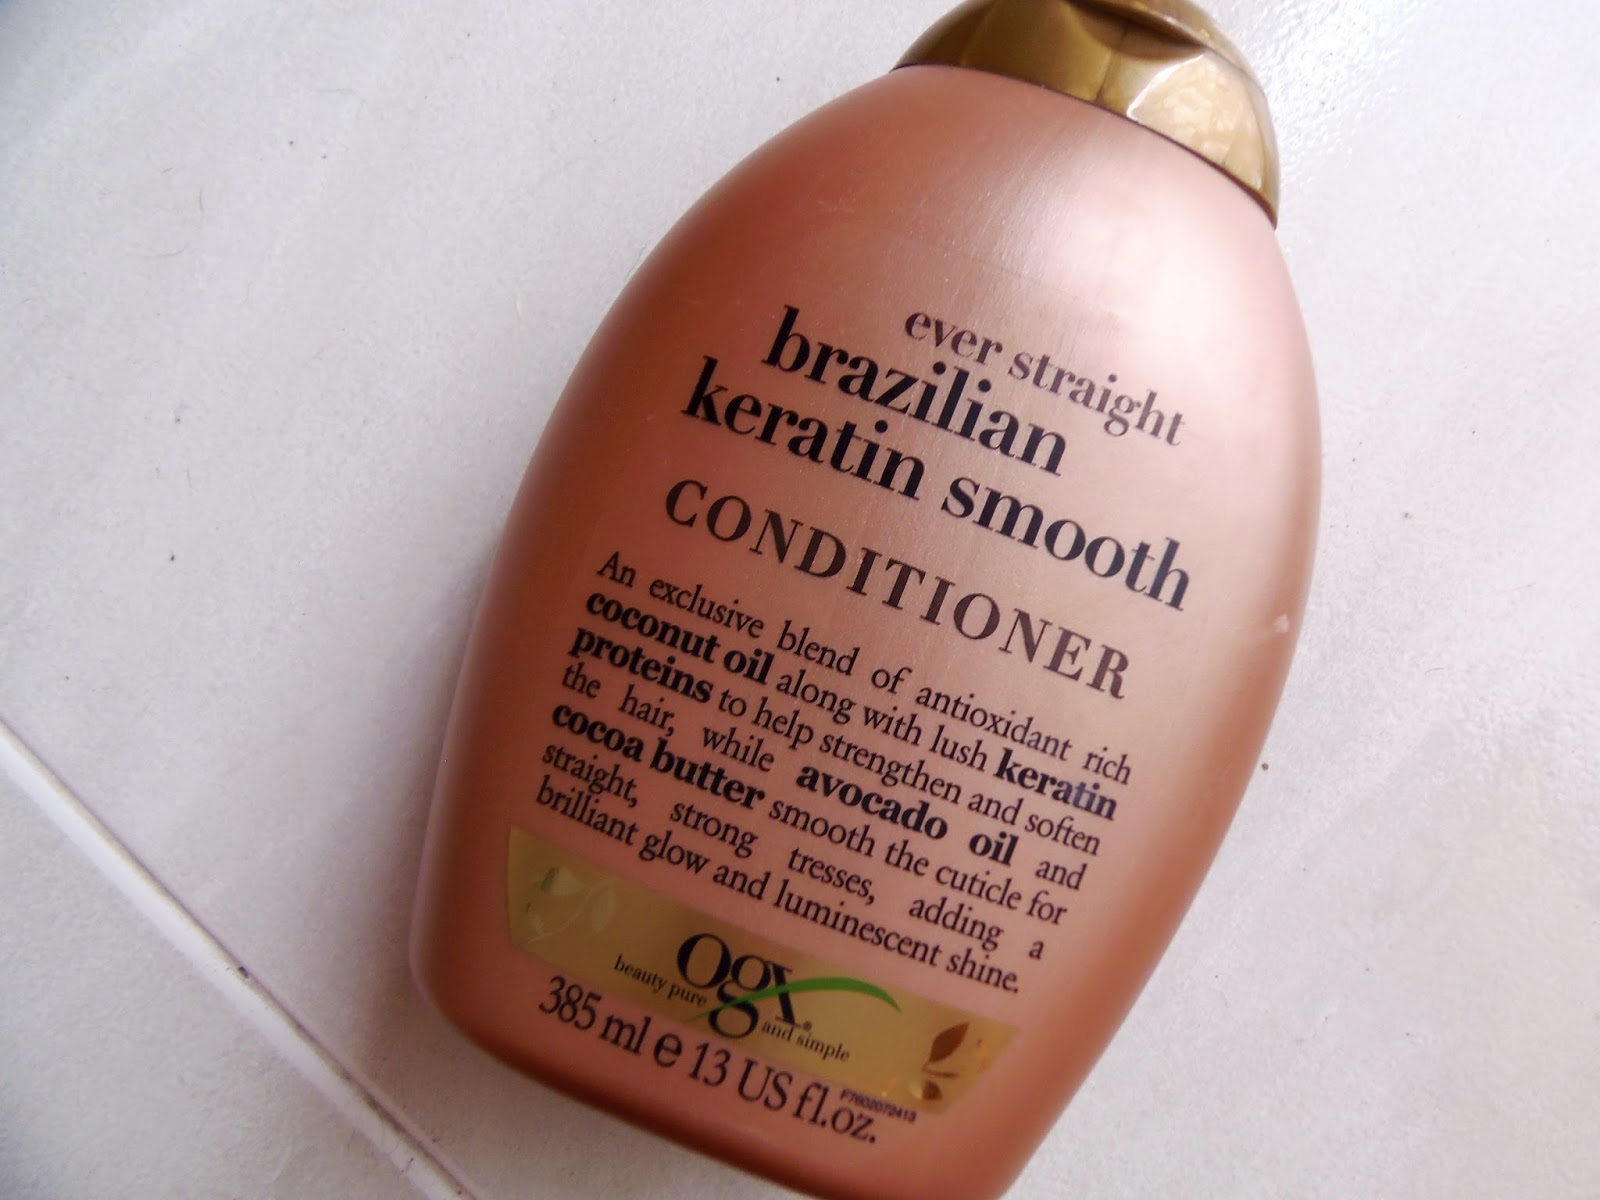 ever straight
brazilian
keratin smooth
CONDITIONER
An exclusive blend of antioxidant rich
coconut oil along with lush keratin
proteins to help strengthen and soften
the hair, while avocado oil and
cocoa butter smooth the cuticle for
straight, strong tresses, adding a
brilliant glow and luminescent shine.
ogx®
beauty pure and simple
385 ml e 13 US fl.oz.
F7602072413